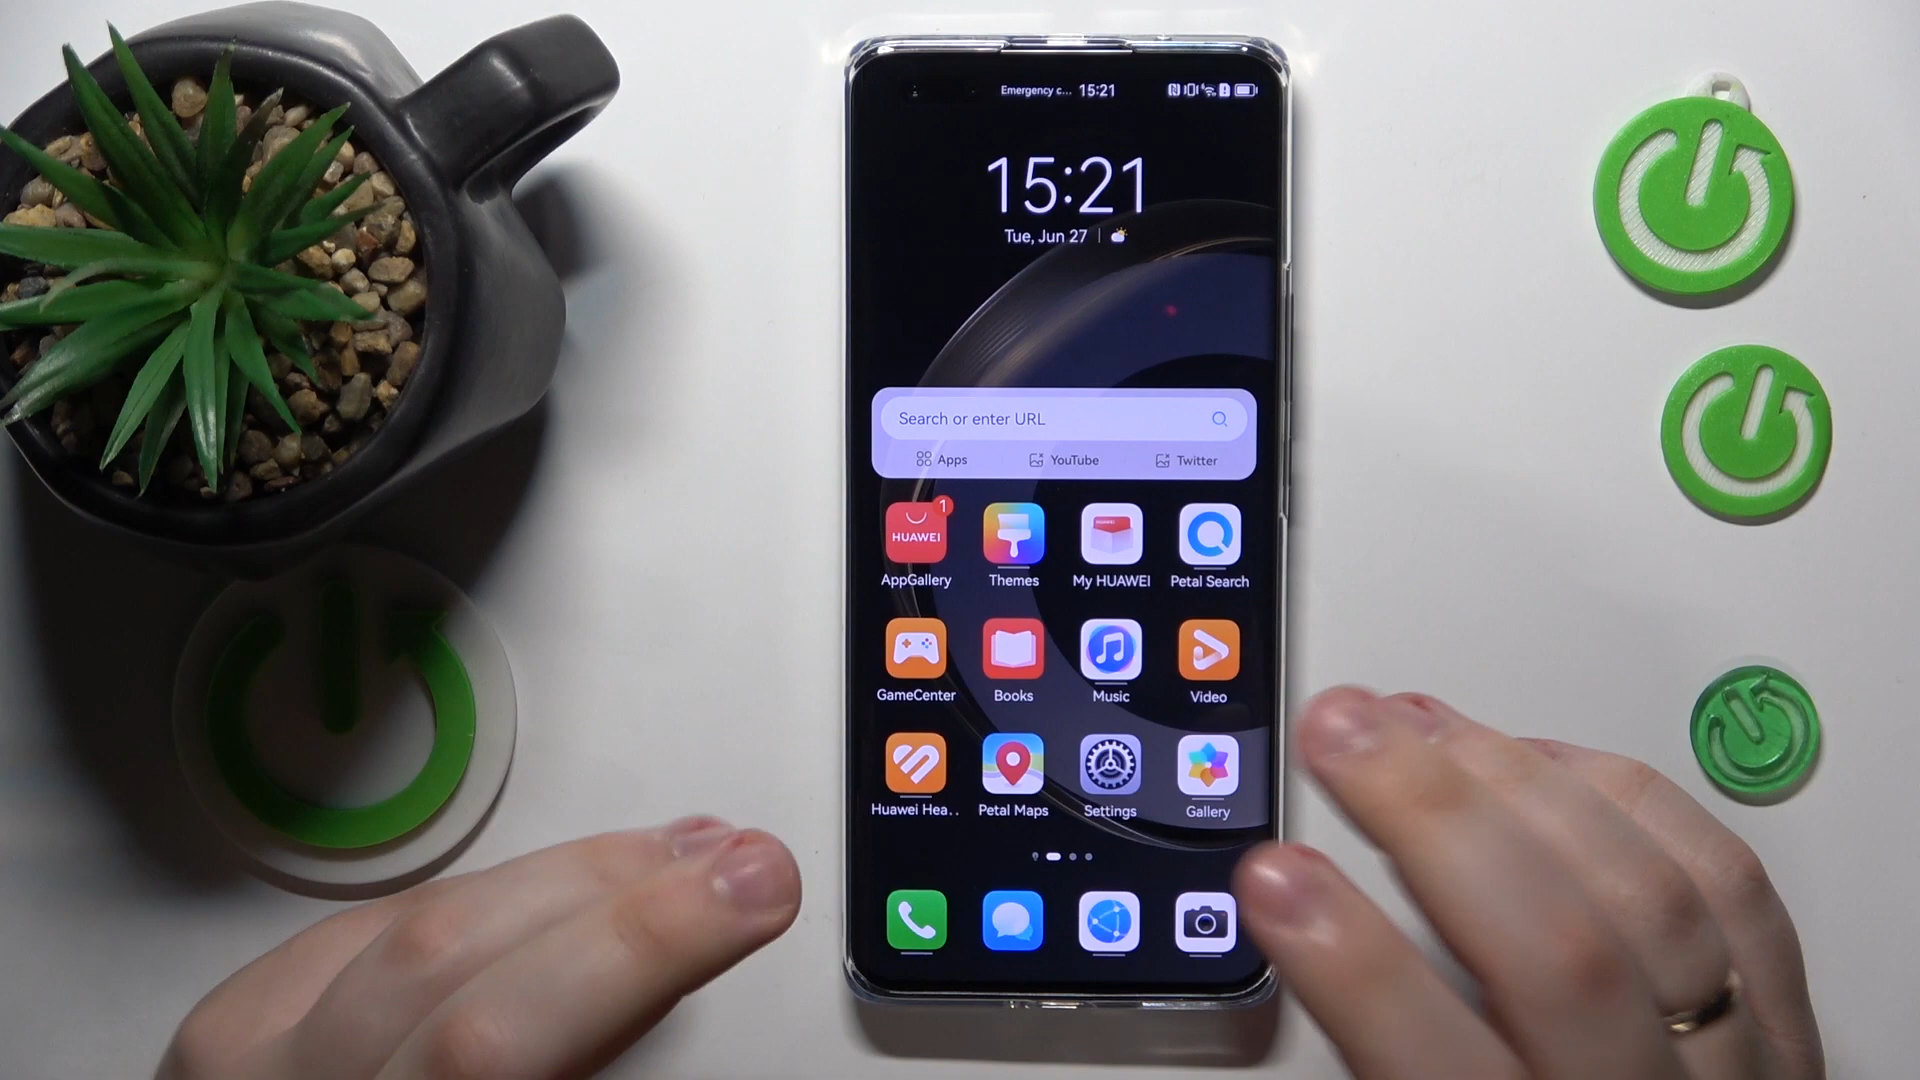 Emergency c... 15:21
15:21
Tue, Jun 27
Search or enter URL
Apps YouTube Twitter
1
HUAWEI
HUAWEI
AppGallery Themes My HUAWEI Petal Search
GameCenter Books Music Video
Huawei Hea.. Petal Maps Settings Gallery